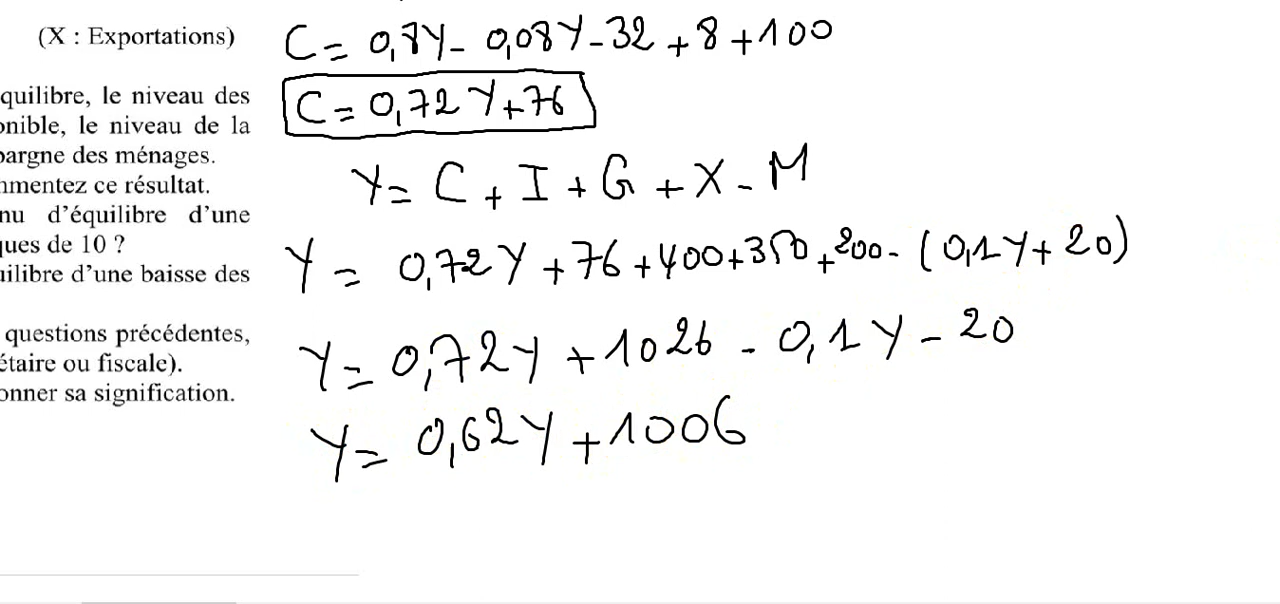 (X : Exportations)
quilibre, le niveau des
onible, le niveau de la
pargne des ménages.
mmentez ce résultat.
nu d'équilibre d'une
ques de 10 ?
uilibre d'une baisse des
questions précédentes,
étaire ou fiscale).
onner sa signification.
C = 0,8Y - 0,08Y - 32 + 8 + 100
C = 0,72Y + 76
Y = C + I + G + X - M
Y = 0,72Y + 76 + 400 + 350 + 200 - (0,1Y + 20)
Y = 0,72Y + 1026 - 0,1Y - 20
Y = 0,62Y + 1006